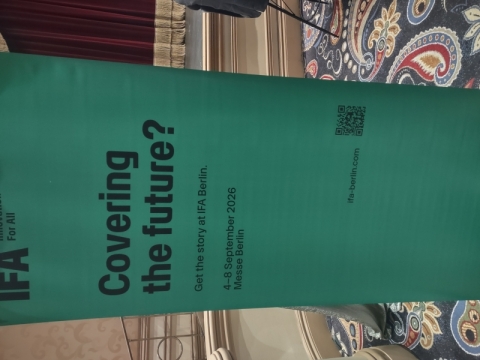 IFA
Innovation
For All
Covering
the future?
Get the story at IFA Berlin.
4–8 September 2026
Messe Berlin
ifa-berlin.com